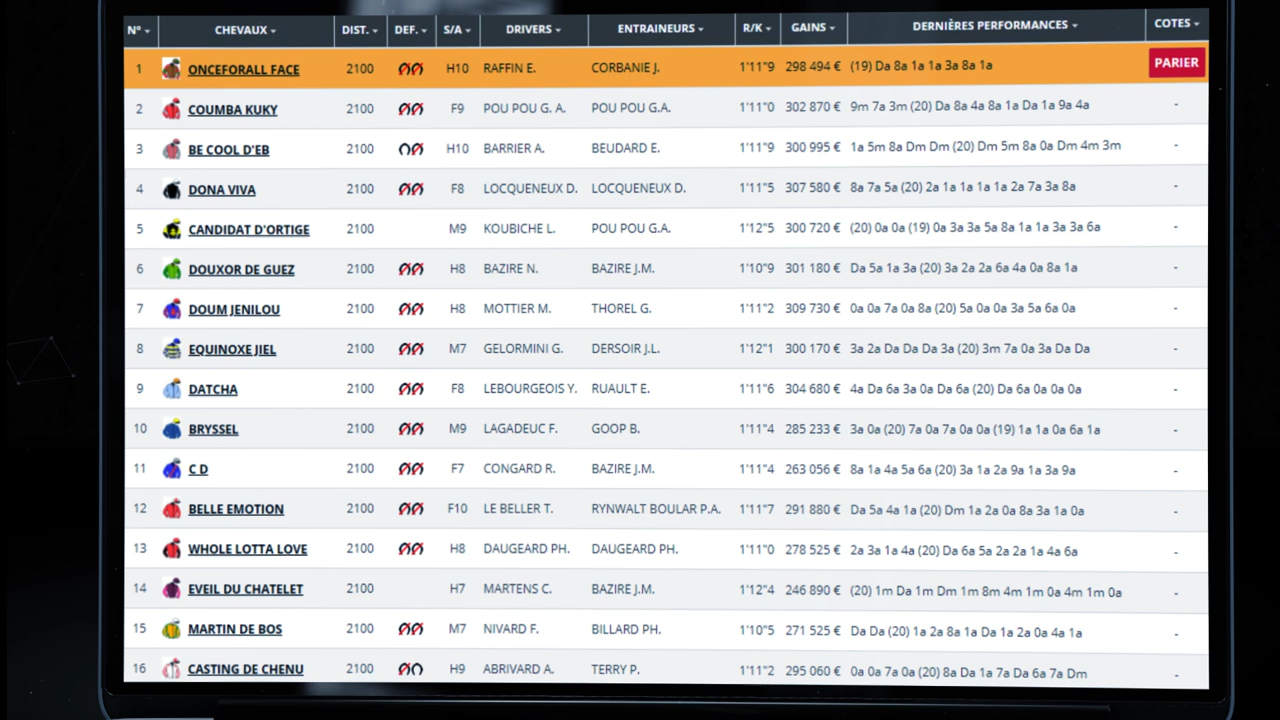 N° CHEVAUX DIST. DEF. S/A DRIVERS ENTRAINEURS R/K GAINS DERNIÈRES PERFORMANCES COTES
1 ONCEFORALL FACE 2100 H10 RAFFIN E. CORBANIE J. 1'11"9 298 494 € (19) Da 8a 1a 1a 3a 8a 1a PARIER
2 COUMBA KUKY 2100 F9 POU POU G. A. POU POU G.A. 1'11"0 302 870 € 9m 7a 3m (20) Da 8a 4a 8a 1a Da 1a 9a 4a -
3 BE COOL D'EB 2100 H10 BARRIER A. BEUDARD E. 1'11"9 300 995 € 1a 5m 8a Dm Dm (20) Dm 5m 8a 0a Dm 4m 3m -
4 DONA VIVA 2100 F8 LOCQUENEUX D. LOCQUENEUX D. 1'11"5 307 580 € 8a 7a 5a (20) 2a 1a 1a 1a 1a 2a 7a 3a 8a -
5 CANDIDAT D'ORTIGE 2100 M9 KOUBICHE L. POU POU G.A. 1'12"5 300 720 € (20) 0a 0a (19) 0a 3a 3a 5a 8a 1a 1a 3a 3a 6a -
6 DOUXOR DE GUEZ 2100 H8 BAZIRE N. BAZIRE J.M. 1'10"9 301 180 € Da 5a 1a 3a (20) 3a 2a 2a 6a 4a 0a 8a 1a -
7 DOUM JENILOU 2100 H8 MOTTIER M. THOREL G. 1'11"2 309 730 € 0a 0a 7a 0a 8a (20) 5a 0a 0a 3a 5a 6a 0a -
8 EQUINOXE JIEL 2100 M7 GELORMINI G. DERSOIR J.L. 1'12"1 300 170 € 3a 2a Da Da Da 3a (20) 3m 7a 0a 3a Da Da -
9 DATCHA 2100 F8 LEBOURGEOIS Y. RUAULT E. 1'11"6 304 680 € 4a Da 6a 3a 0a Da 6a (20) Da 6a 0a 0a 0a -
10 BRYSSEL 2100 M9 LAGADEUC F. GOOP B. 1'11"4 285 233 € 3a 0a (20) 7a 0a 7a 0a 0a (19) 1a 1a 0a 6a 1a -
11 C D 2100 F7 CONGARD R. BAZIRE J.M. 1'11"4 263 056 € 8a 1a 4a 5a 6a (20) 3a 1a 2a 9a 1a 3a 9a -
12 BELLE EMOTION 2100 F10 LE BELLER T. RYNWALT BOULAR P.A. 1'11"7 291 880 € Da 5a 4a 1a (20) Dm 1a 2a 0a 8a 3a 1a 0a -
13 WHOLE LOTTA LOVE 2100 H8 DAUGEARD PH. DAUGEARD PH. 1'11"0 278 525 € 2a 3a 1a 4a (20) Da 6a 5a 2a 2a 1a 4a 6a -
14 EVEIL DU CHATELET 2100 H7 MARTENS C. BAZIRE J.M. 1'12"4 246 890 € (20) 1m Da 1m Dm 1m 8m 4m 1m 0a 4m 1m 0a -
15 MARTIN DE BOS 2100 M7 NIVARD F. BILLARD PH. 1'10"5 271 525 € Da Da (20) 1a 2a 8a 1a Da 1a 2a 0a 4a 1a -
16 CASTING DE CHENU 2100 H9 ABRIVARD A. TERRY P. 1'11"2 295 060 € 0a 0a 7a 0a (20) 8a Da 1a 7a Da 6a 7a Dm -